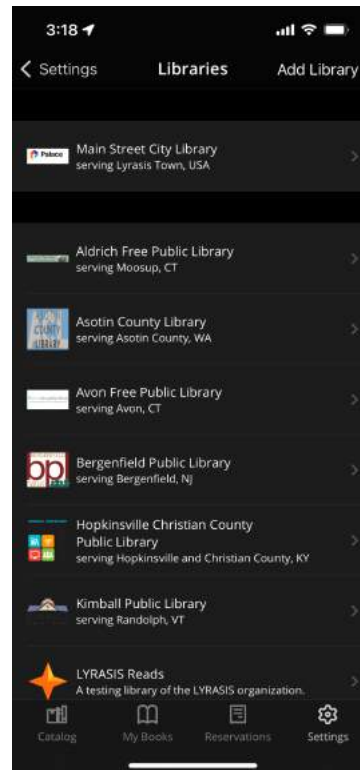 3:18
Settings
Libraries
Add Library
Palace
Main Street City Library
serving Lyrasis Town, USA
Aldrich Free Public Library
serving Moosup, CT
ASOTIN
COUNTY
LIBRARY
Asotin County Library
serving Asotin County, WA
Avon Free Public Library
serving Avon, CT
bp
Bergenfield Public Library
serving Bergenfield, NJ
Hopkinsville Christian County
Public Library
serving Hopkinsville and Christian County, KY
Kimball Public Library
serving Randolph, VT
LYRASIS Reads
A testing library of the LYRASIS organization.
Catalog
My Books
Reservations
Settings